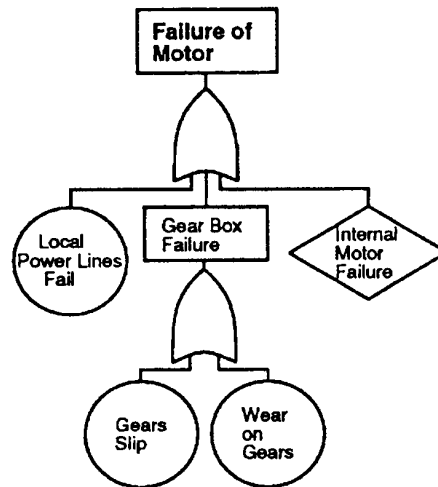 Failure of
Motor
Local
Power Lines
Fail
Gear Box
Failure
Internal
Motor
Failure
Gears
Slip
Wear
on
Gears